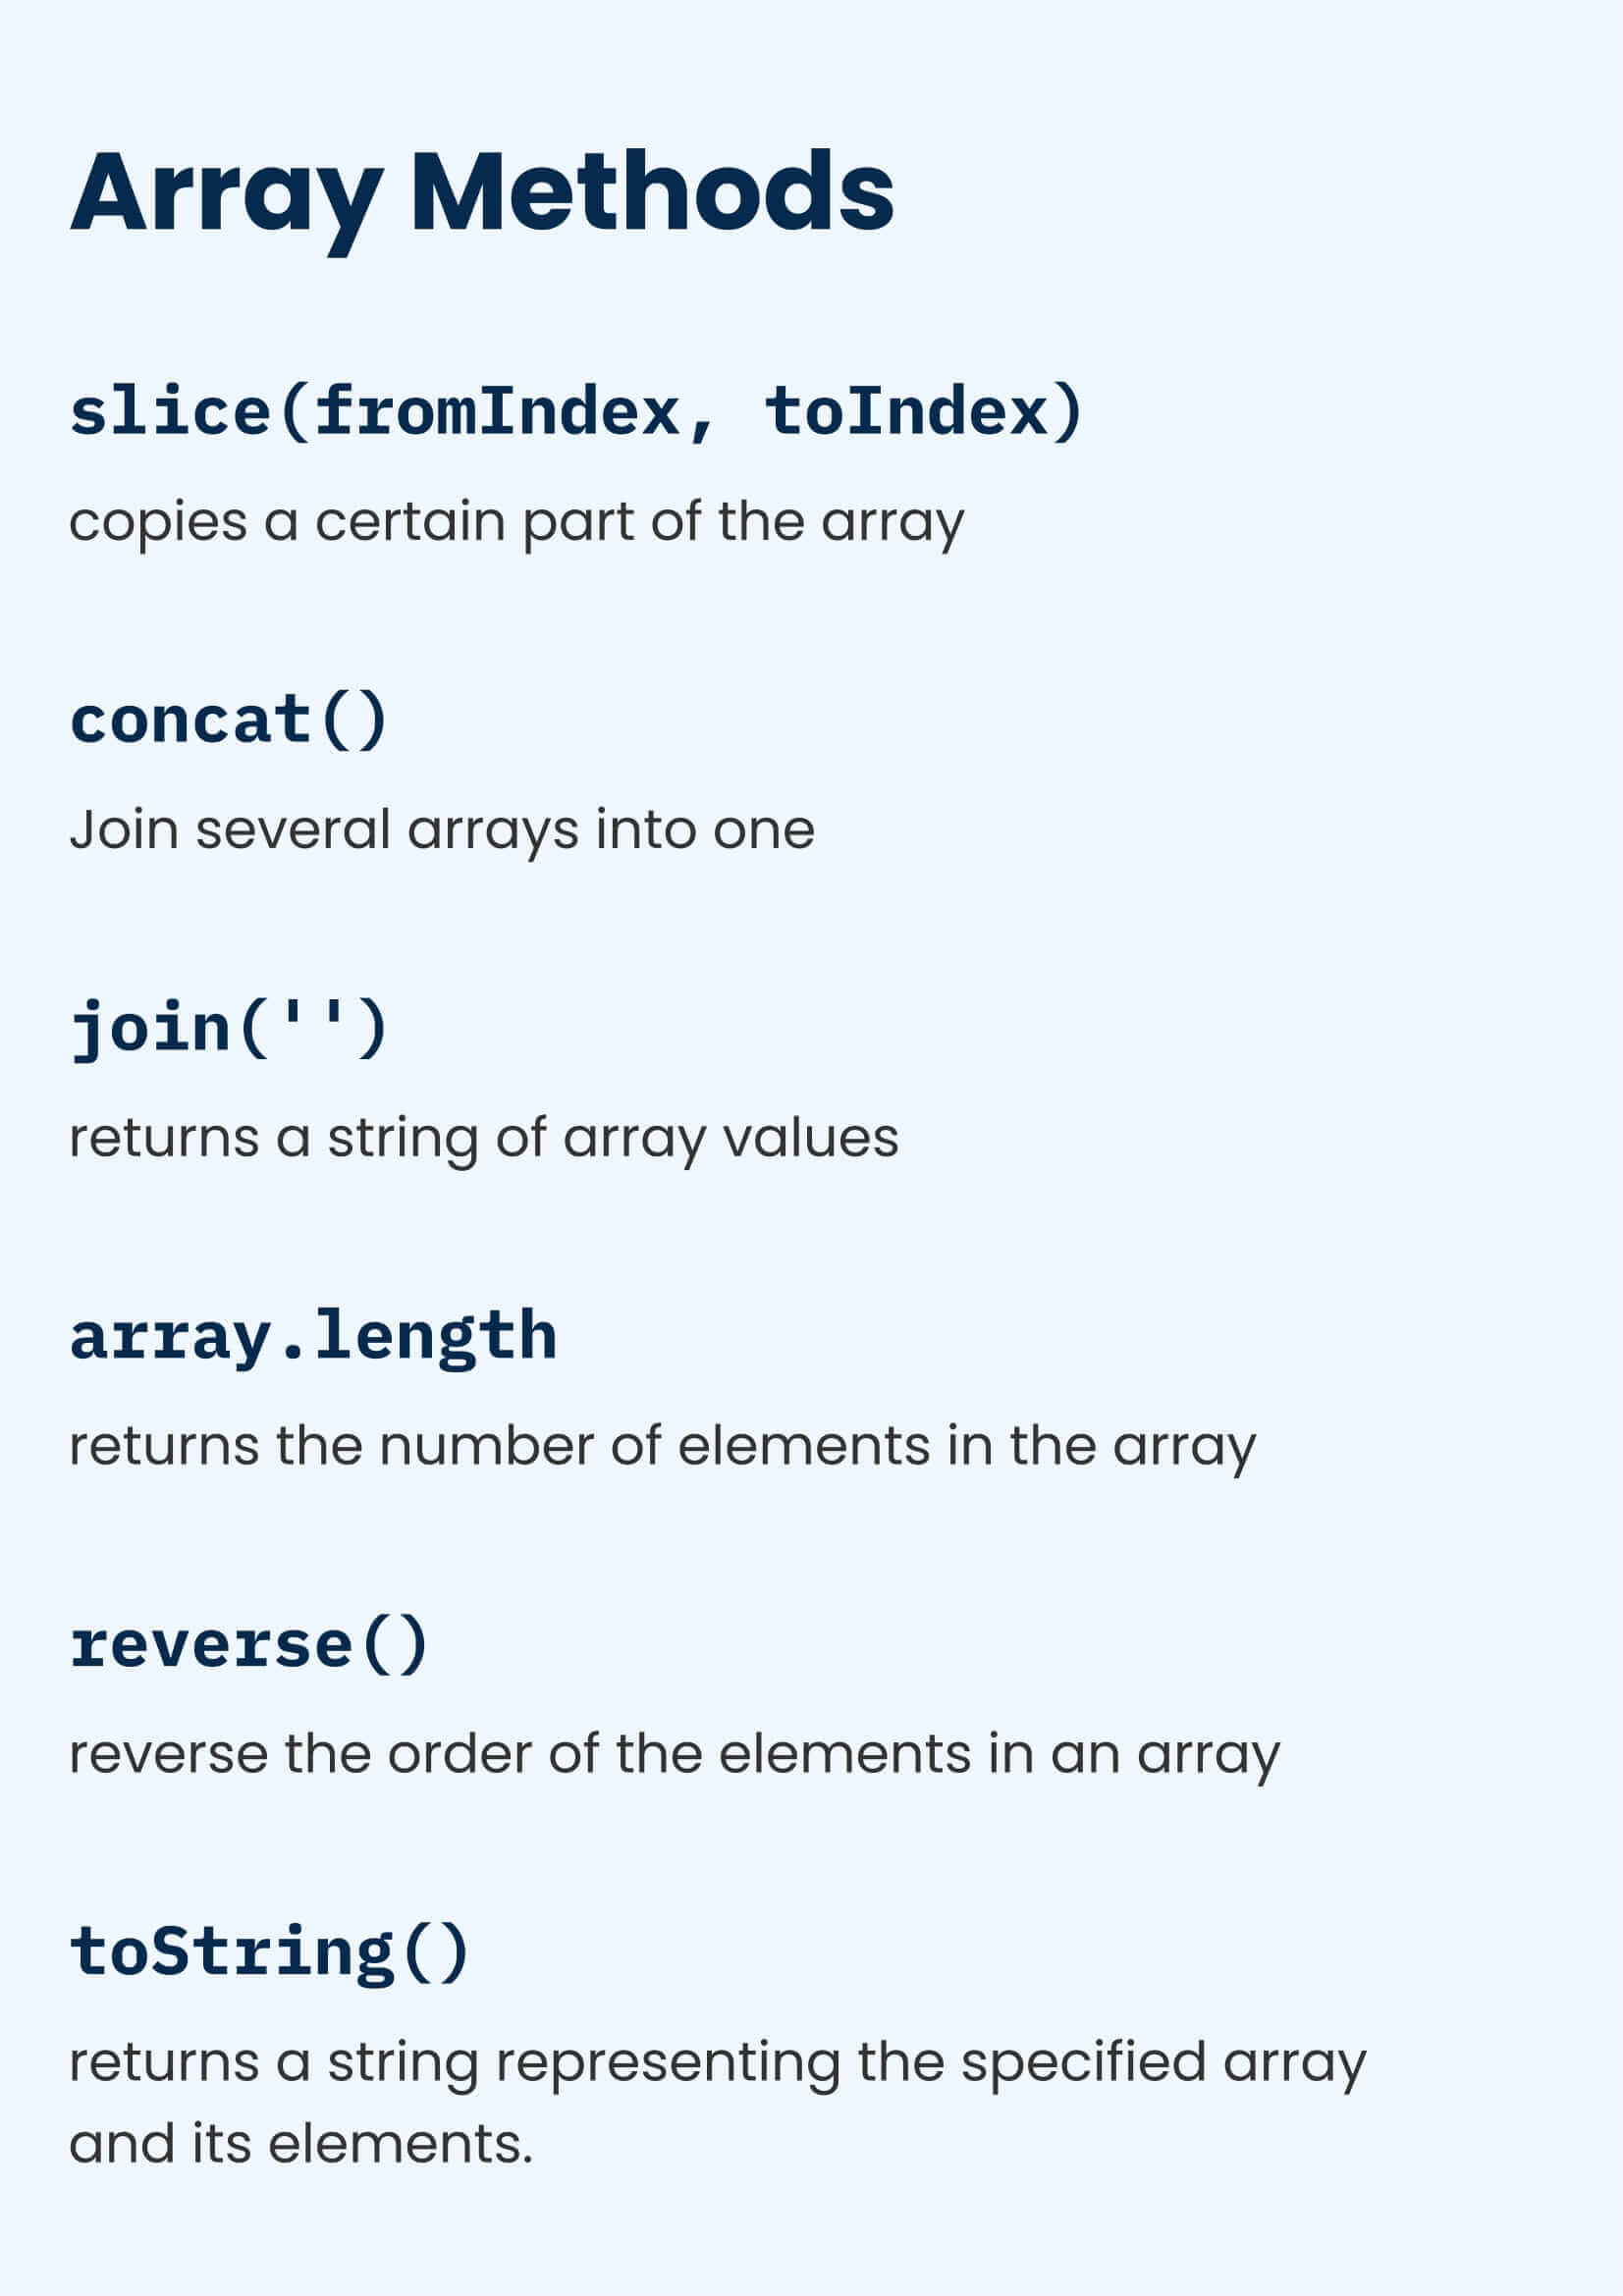 Array Methods
slice(fromIndex, toIndex)
copies a certain part of the array
concat()
Join several arrays into one
join('')
returns a string of array values
array.length
returns the number of elements in the array
reverse()
reverse the order of the elements in an array
toString()
returns a string representing the specified array
and its elements.